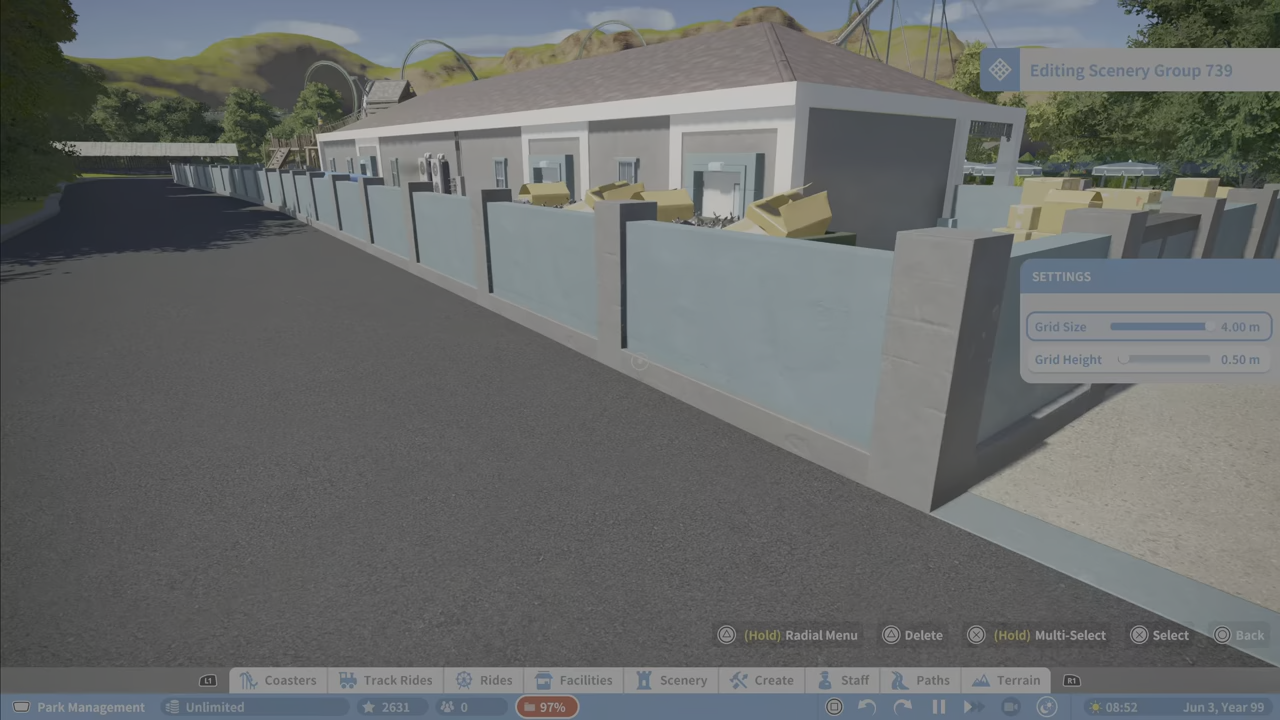 Editing Scenery Group 739
SETTINGS
Grid Size 4.00 m
Grid Height 0.50 m
(Hold) Radial Menu Delete (Hold) Multi-Select Select Back
L1 Coasters Track Rides Rides Facilities Scenery Create Staff Paths Terrain R1
Park Management Unlimited 2631 0 97% 08:52 Jun 3, Year 99